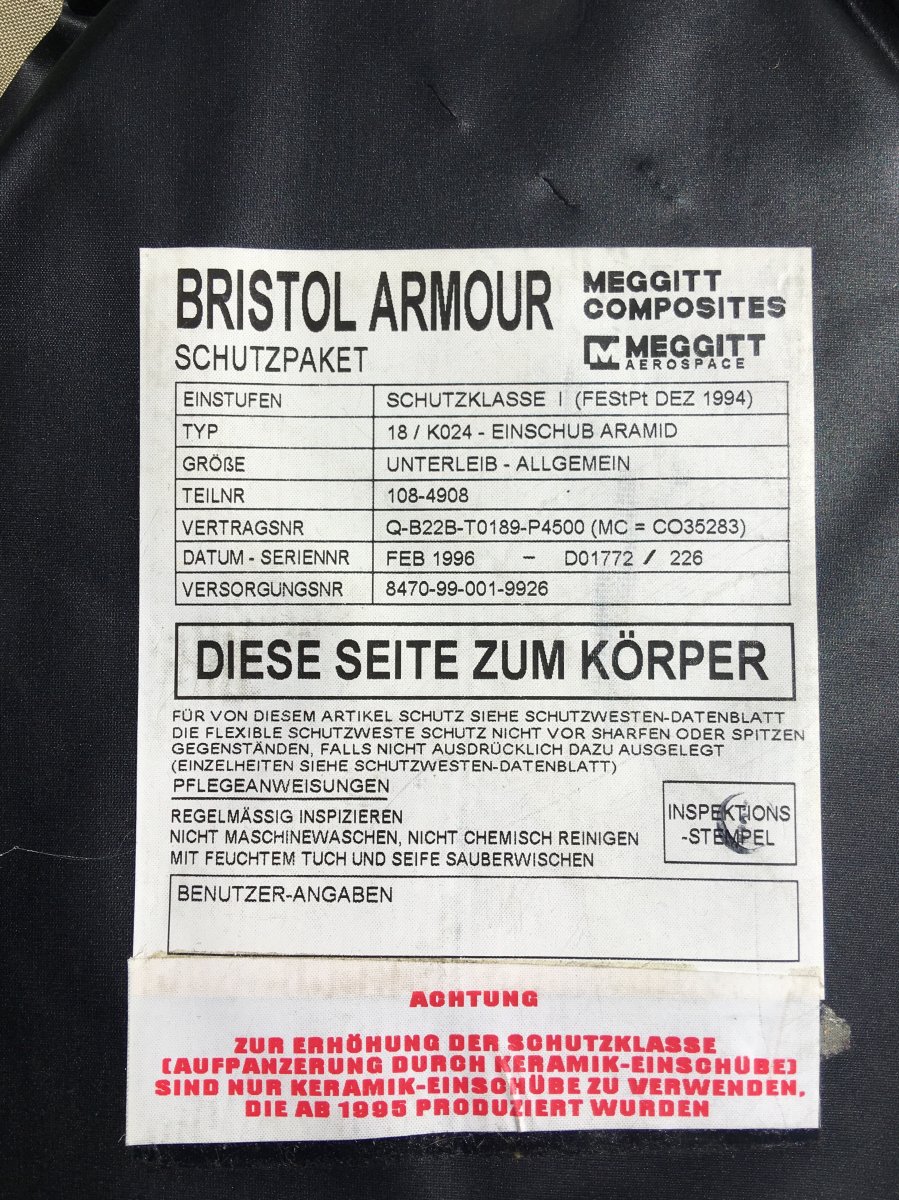 BRISTOL ARMOUR
SCHUTZPAKET
MEGGITT
COMPOSITES
MEGGITT
AEROSPACE
EINSTUFEN SCHUTZKLASSE I (FEStPt DEZ 1994)
TYP 18 / K024 - EINSCHUB ARAMID
GRÖßE UNTERLEIB - ALLGEMEIN
TEILNR 108-4908
VERTRAGSNR Q-B22B-T0189-P4500 (MC = CO35283)
DATUM - SERIENNR FEB 1996 – D01772 / 226
VERSORGUNGSNR 8470-99-001-9926
DIESE SEITE ZUM KÖRPER
FÜR VON DIESEM ARTIKEL SCHUTZ SIEHE SCHUTZWESTEN-DATENBLATT
DIE FLEXIBLE SCHUTZWESTE SCHUTZ NICHT VOR SHARFEN ODER SPITZEN
GEGENSTÄNDEN, FALLS NICHT AUSDRÜCKLICH DAZU AUSGELEGT
(EINZELHEITEN SIEHE SCHUTZWESTEN-DATENBLATT)
PFLEGEANWEISUNGEN
REGELMÄSSIG INSPIZIEREN
NICHT MASCHINEWASCHEN, NICHT CHEMISCH REINIGEN
MIT FEUCHTEM TUCH UND SEIFE SAUBERWISCHEN
INSPEKTIONS
-STEMPEL
BENUTZER-ANGABEN
ACHTUNG
ZUR ERHÖHUNG DER SCHUTZKLASSE
(AUFPANZERUNG DURCH KERAMIK-EINSCHÜBE)
SIND NUR KERAMIK-EINSCHÜBE ZU VERWENDEN,
DIE AB 1995 PRODUZIERT WURDEN